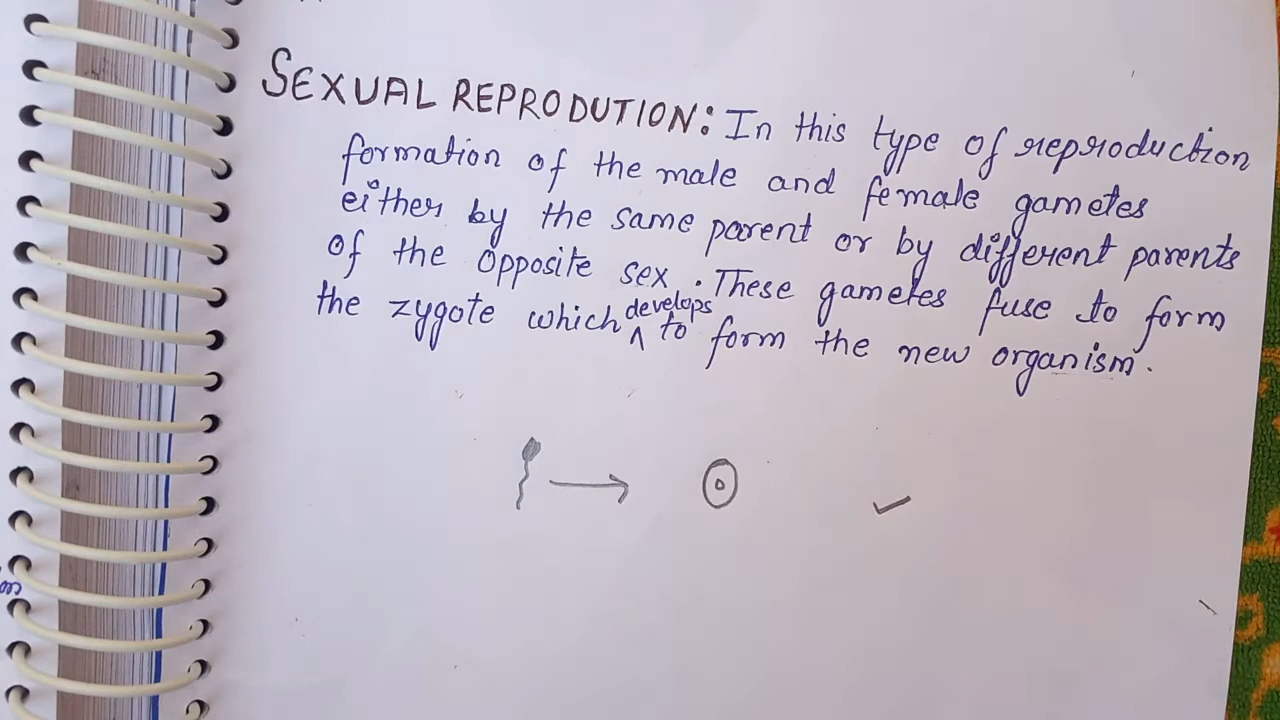 SEXUAL REPRODUTION: In this type of reproduction
formation of the male and female gametes
either by the same parent or by different parents
of the opposite sex. These gametes fuse to form
the zygote which develops to form the new organism.